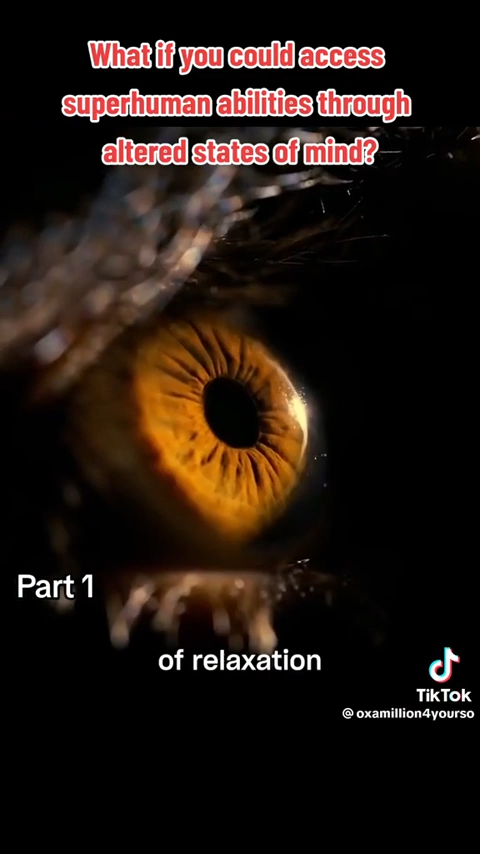 What if you could access
superhuman abilities through
altered states of mind?
Part 1
of relaxation
TikTok
@oxamillion4yourso